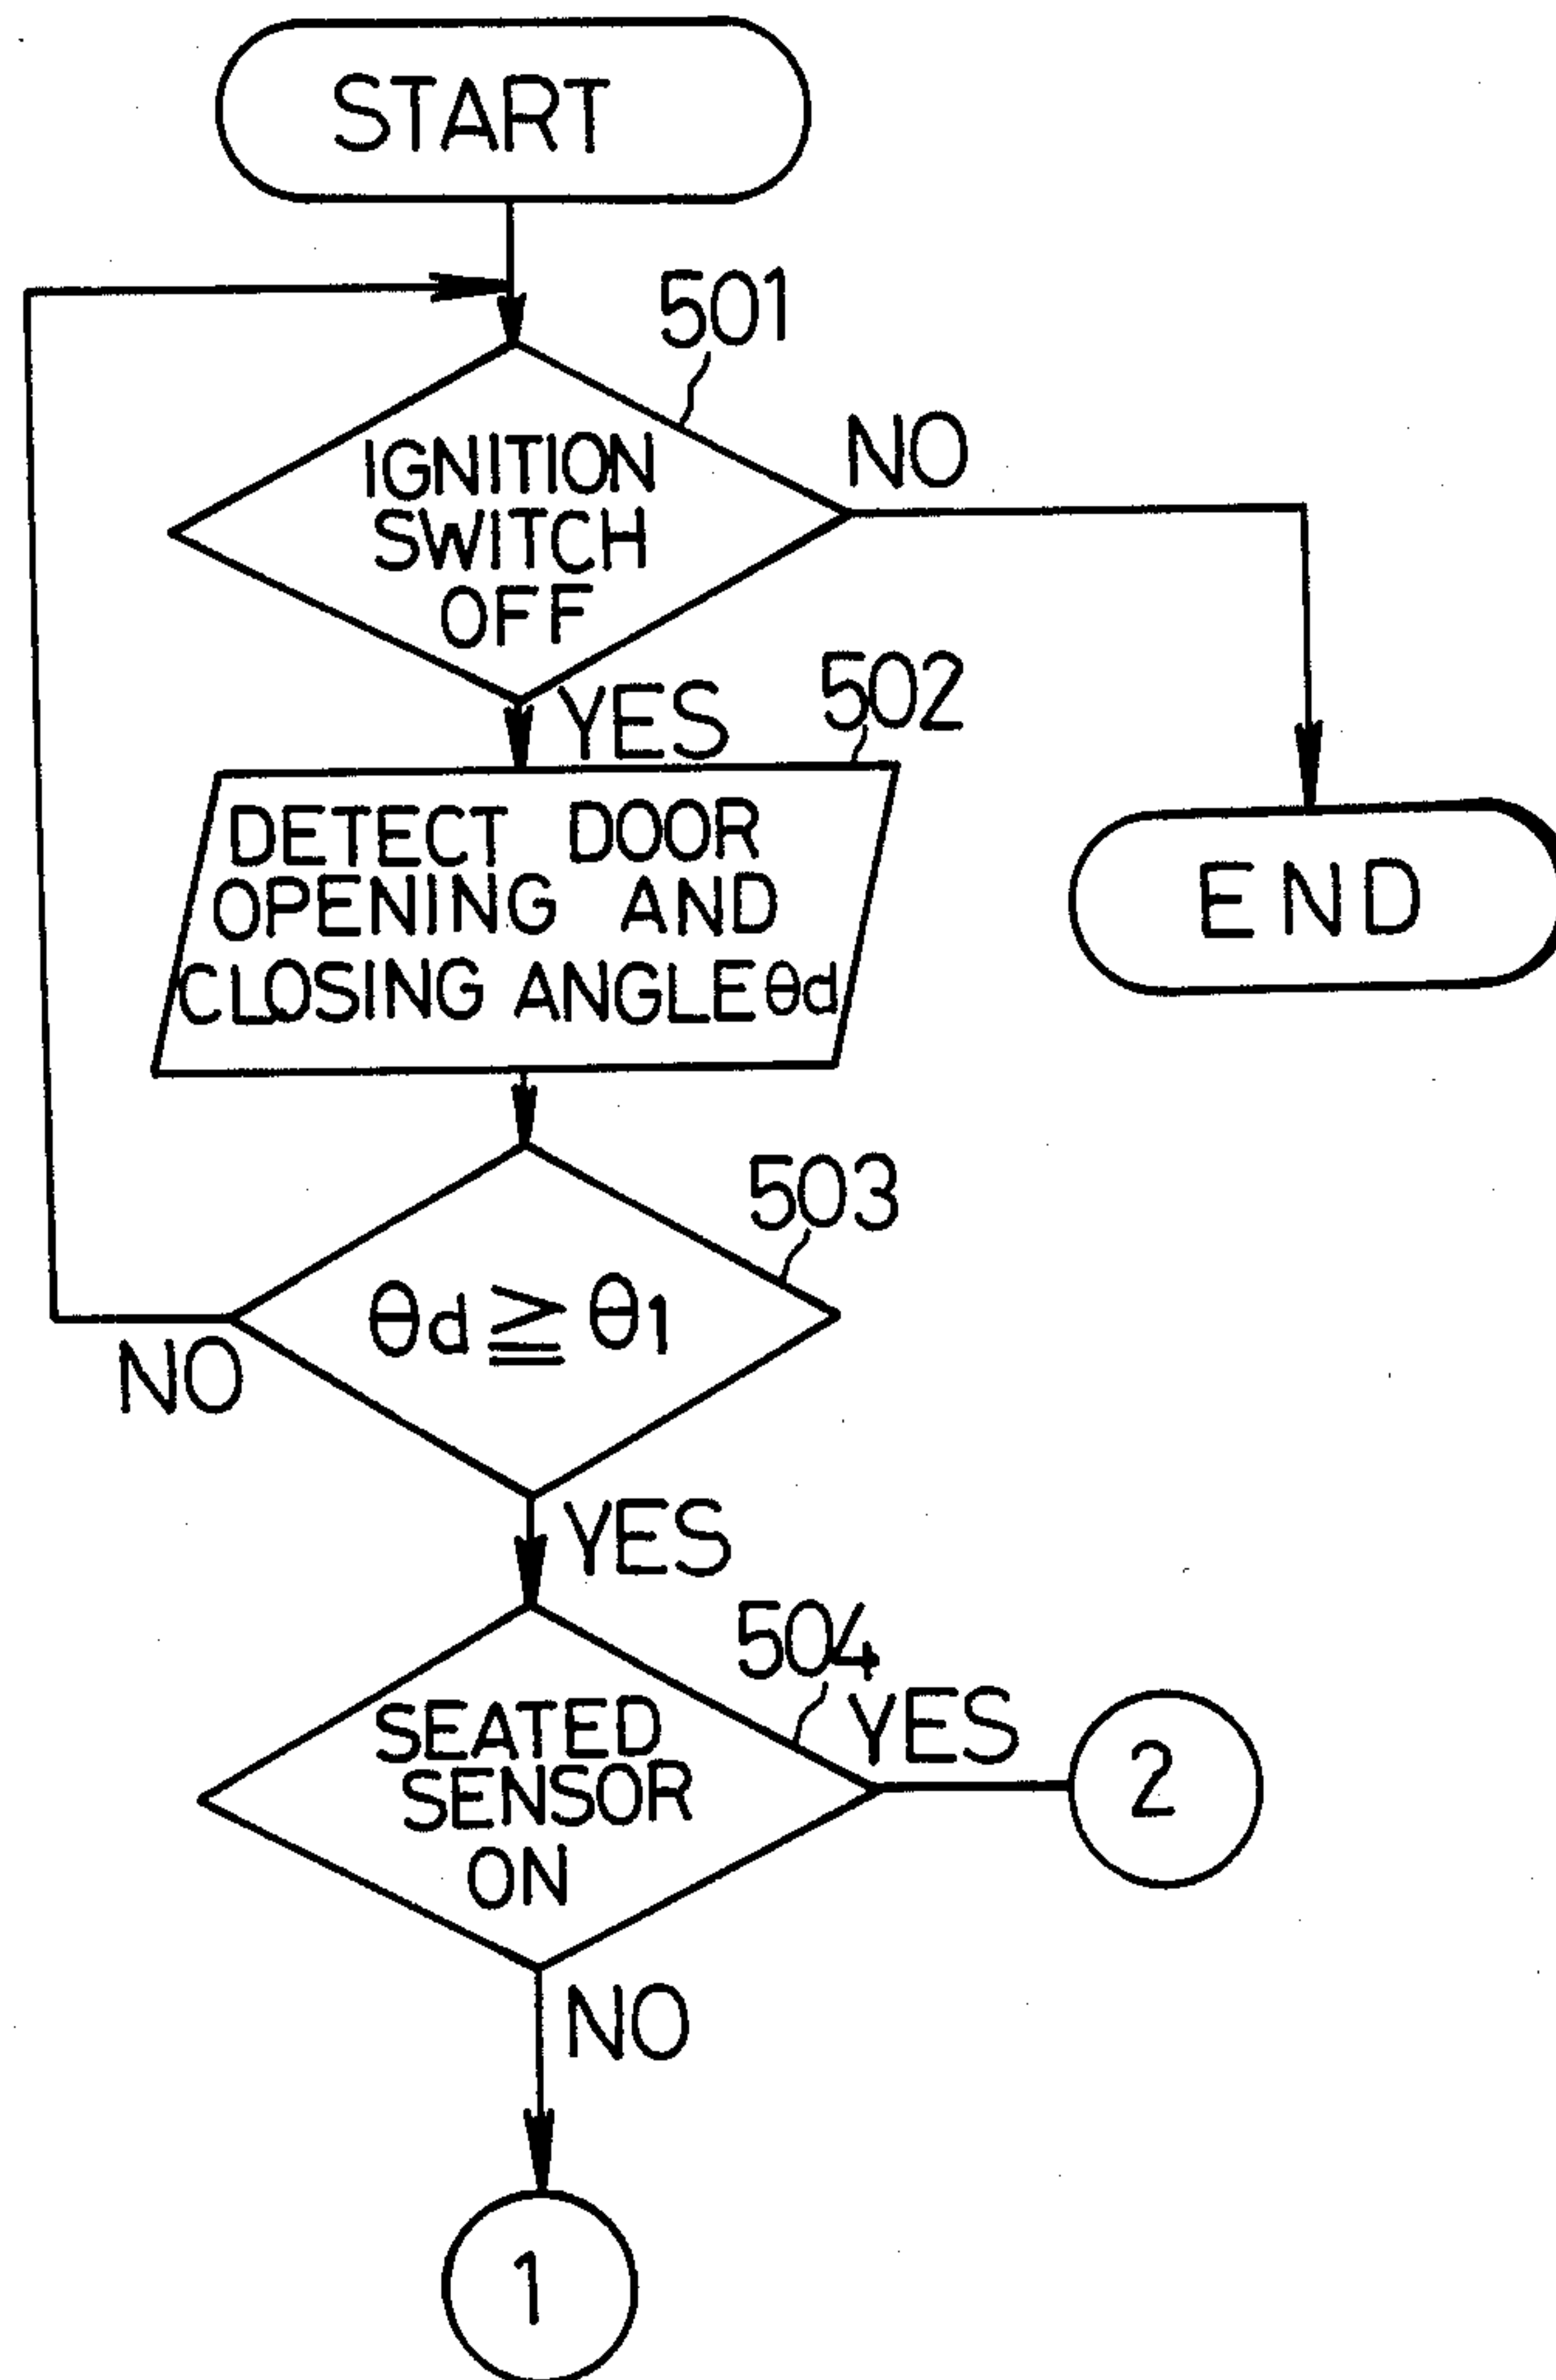 START
501
IGNITION
SWITCH
OFF
NO
YES
502
DETECT DOOR
OPENING AND
CLOSING ANGLE θd
END
503
θd ≧ θ1
NO
YES
504
SEATED
SENSOR
ON
YES
2
NO
1